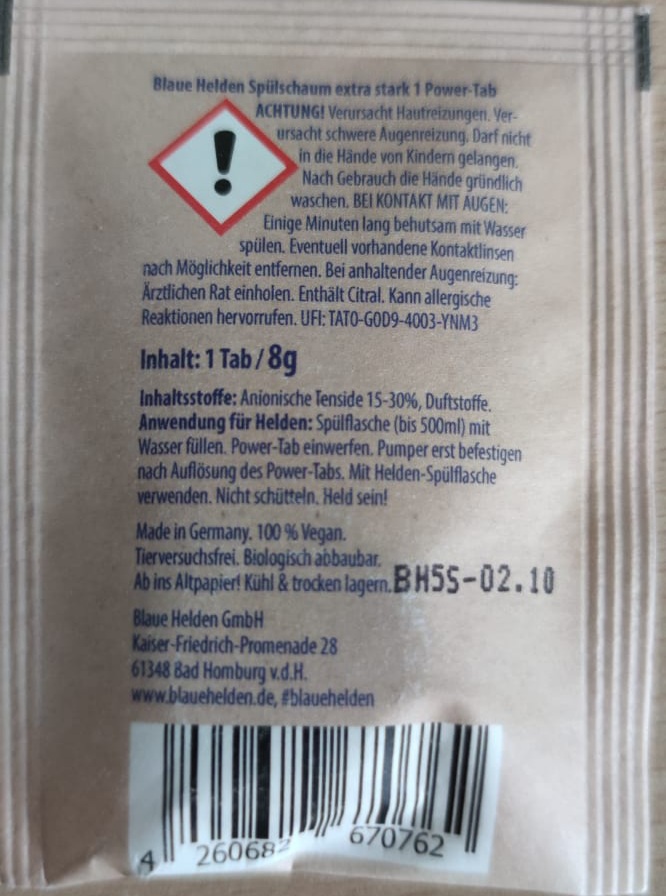 Blaue Helden Spülschaum extra stark 1 Power-Tab
ACHTUNG! Verursacht Hautreizungen. Ver-
ursacht schwere Augenreizung. Darf nicht
in die Hände von Kindern gelangen.
Nach Gebrauch die Hände gründlich
waschen. BEI KONTAKT MIT AUGEN:
Einige Minuten lang behutsam mit Wasser
spülen. Eventuell vorhandene Kontaktlinsen
nach Möglichkeit entfernen. Bei anhaltender Augenreizung:
Ärztlichen Rat einholen. Enthält Citral. Kann allergische
Reaktionen hervorrufen. UFI: TAT0-G0D9-4003-YNM3
Inhalt: 1 Tab / 8g
Inhaltsstoffe: Anionische Tenside 15-30%, Duftstoffe.
Anwendung für Helden: Spülflasche (bis 500ml) mit
Wasser füllen. Power-Tab einwerfen. Pumper erst befestigen
nach Auflösung des Power-Tabs. Mit Helden-Spülflasche
verwenden. Nicht schütteln. Held sein!
Made in Germany. 100 % Vegan.
Tierversuchsfrei. Biologisch abbaubar.
Ab ins Altpapier! Kühl & trocken lagern. BH5S-02.10
Blaue Helden GmbH
Kaiser-Friedrich-Promenade 28
61348 Bad Homburg v.d.H.
www.blauehelden.de, #blauehelden
4 260682 670762